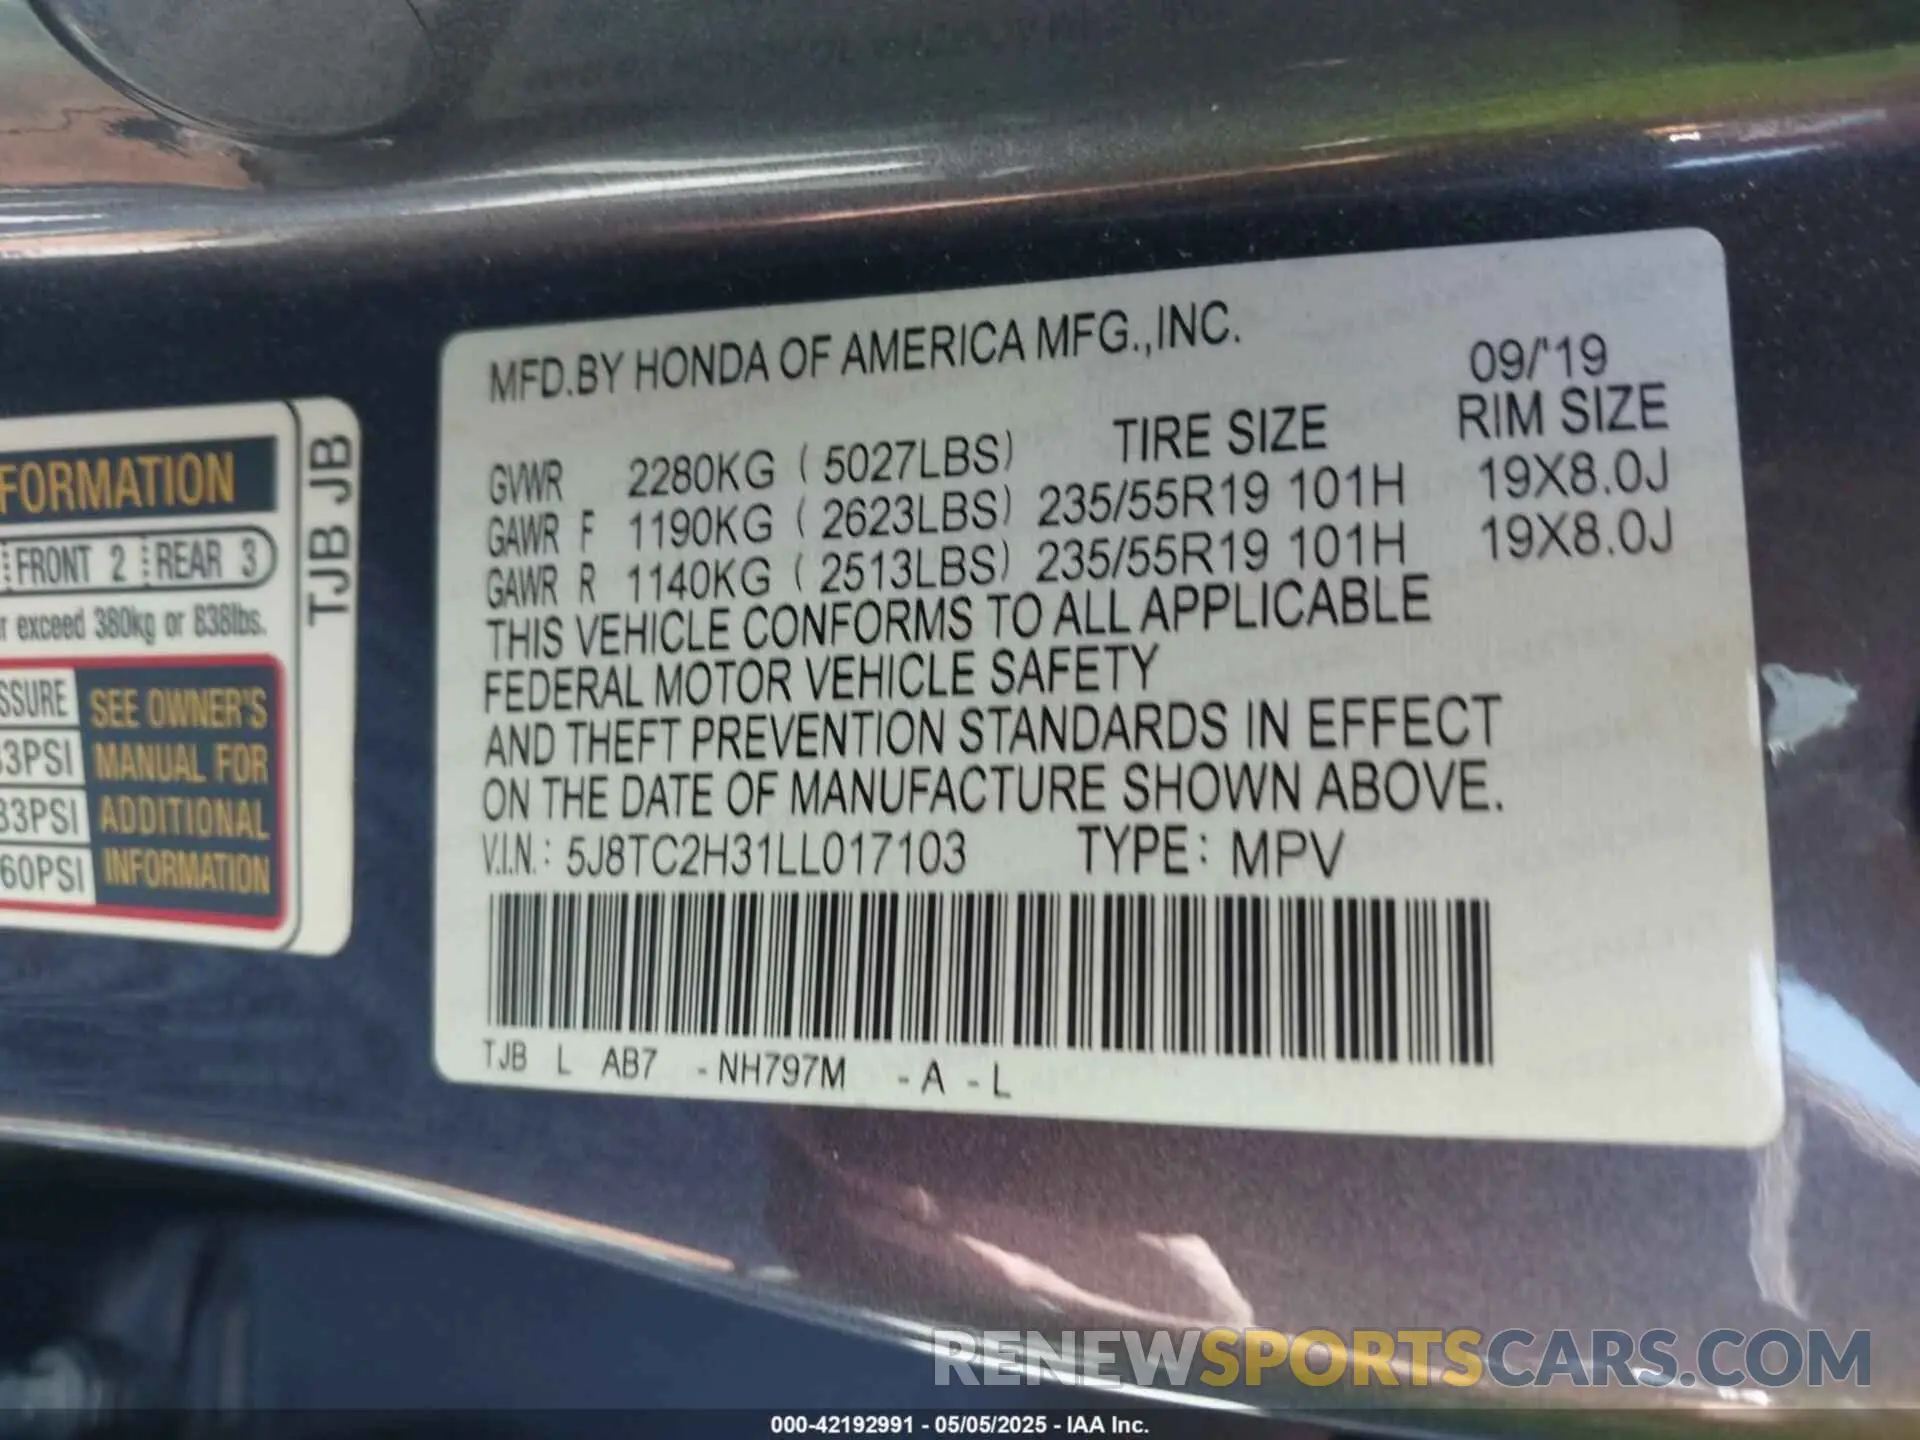 FORMATION
FRONT 2 REAR 3
exceed 380kg or 838lbs.
SSURE
3PSI
33PSI
60PSI
SEE OWNER'S
MANUAL FOR
ADDITIONAL
INFORMATION
TJB JB
MFD.BY HONDA OF AMERICA MFG.,INC. 09/'19
TIRE SIZE RIM SIZE
GVWR 2280KG ( 5027LBS)
GAWR F 1190KG ( 2623LBS) 235/55R19 101H 19X8.0J
GAWR R 1140KG ( 2513LBS) 235/55R19 101H 19X8.0J
THIS VEHICLE CONFORMS TO ALL APPLICABLE
FEDERAL MOTOR VEHICLE SAFETY
AND THEFT PREVENTION STANDARDS IN EFFECT
ON THE DATE OF MANUFACTURE SHOWN ABOVE.
V.I.N.: 5J8TC2H31LL017103 TYPE: MPV
TJB L AB7 -NH797M -A -L
RENEWSPORTSCARS.COM
000-42192991 - 05/05/2025 - IAA Inc.